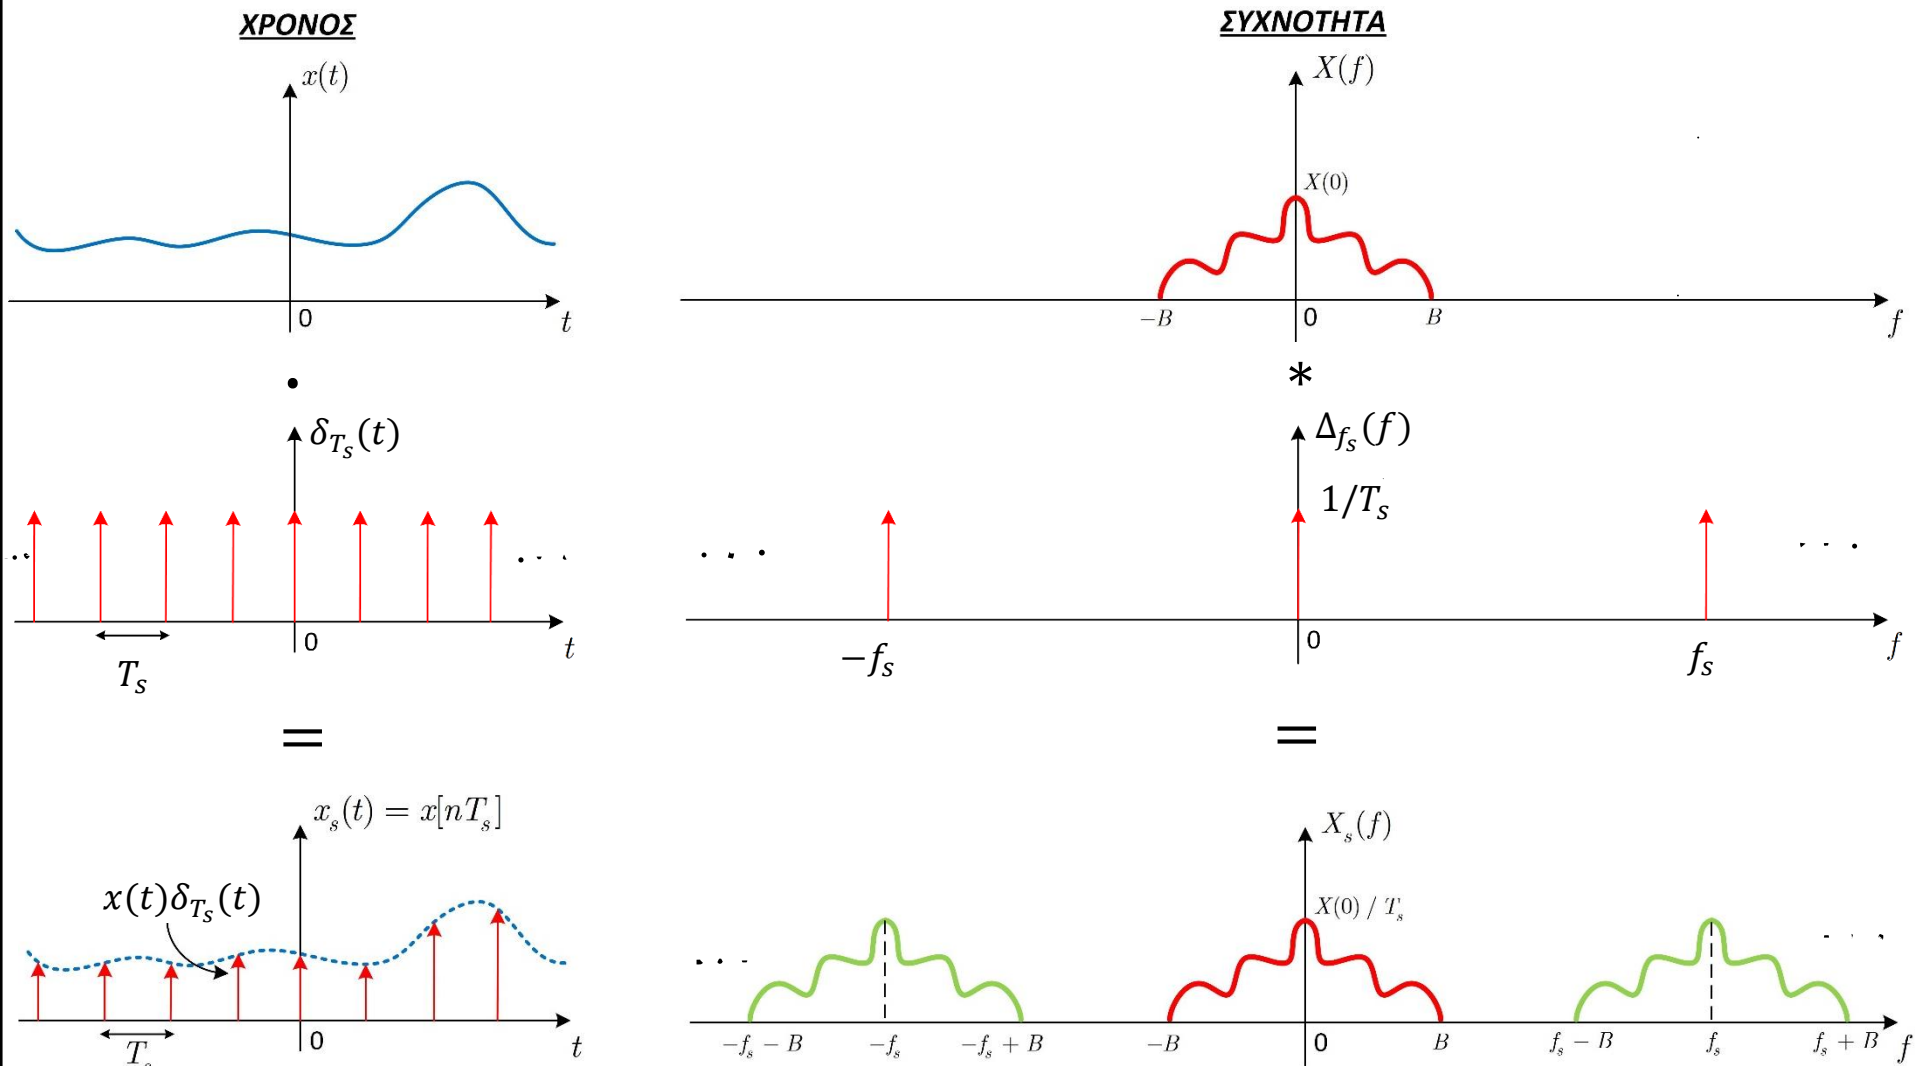 ΧΡΟΝΟΣ
ΣΥΧΝΟΤΗΤΑ
x(t)
X(f)
X(0)
0
t
−B
0
B
f
·
*
δ_{T_s}(t)
Δ_{f_s}(f)
1/T_s
. . .
. . .
. . .
. . .
0
t
T_s
−f_s
0
f_s
f
=
=
x_s(t) = x[nT_s]
X_s(f)
x(t)δ_{T_s}(t)
X(0) / T_s
. . .
. . .
T_s
0
t
−f_s − B
−f_s
−f_s + B
−B
0
B
f_s − B
f_s
f_s + B
f